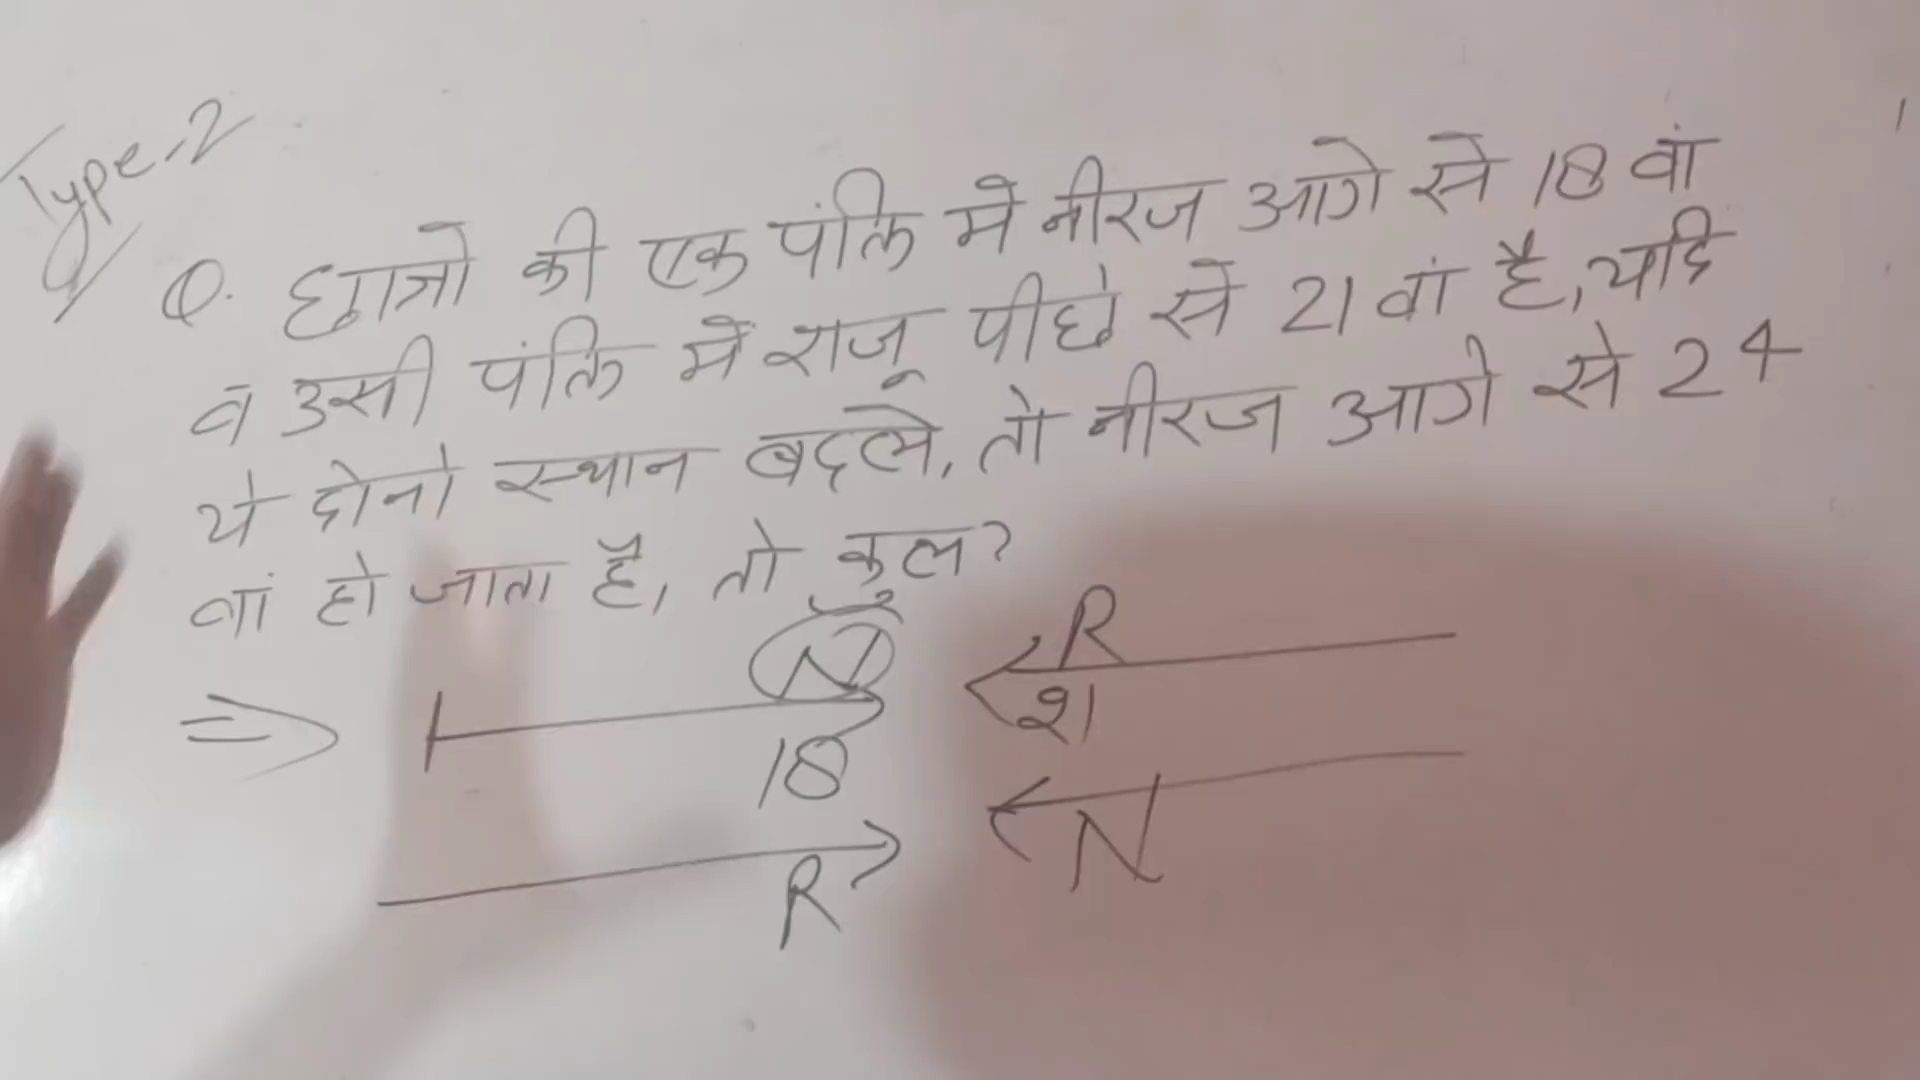 Type-2
Q. छात्रो की एक पंक्ति मे नीरज आगे से 18 वां
व उसी पंक्ति में राजू पीछे से 21 वां है, यदि
ये दोनो स्थान बदले, तो नीरज आगे से 24
वां हो जाता है, तो कुल?
N R
18 21
R N